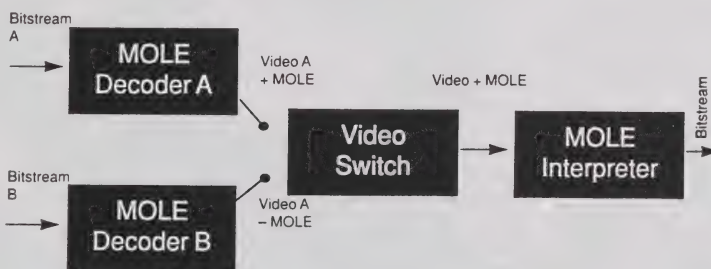 Bitstream
A
MOLE
Decoder A
Video A
+ MOLE
Bitstream
B
MOLE
Decoder B
Video A
– MOLE
Video
Switch
Video + MOLE
MOLE
Interpreter
Bitstream